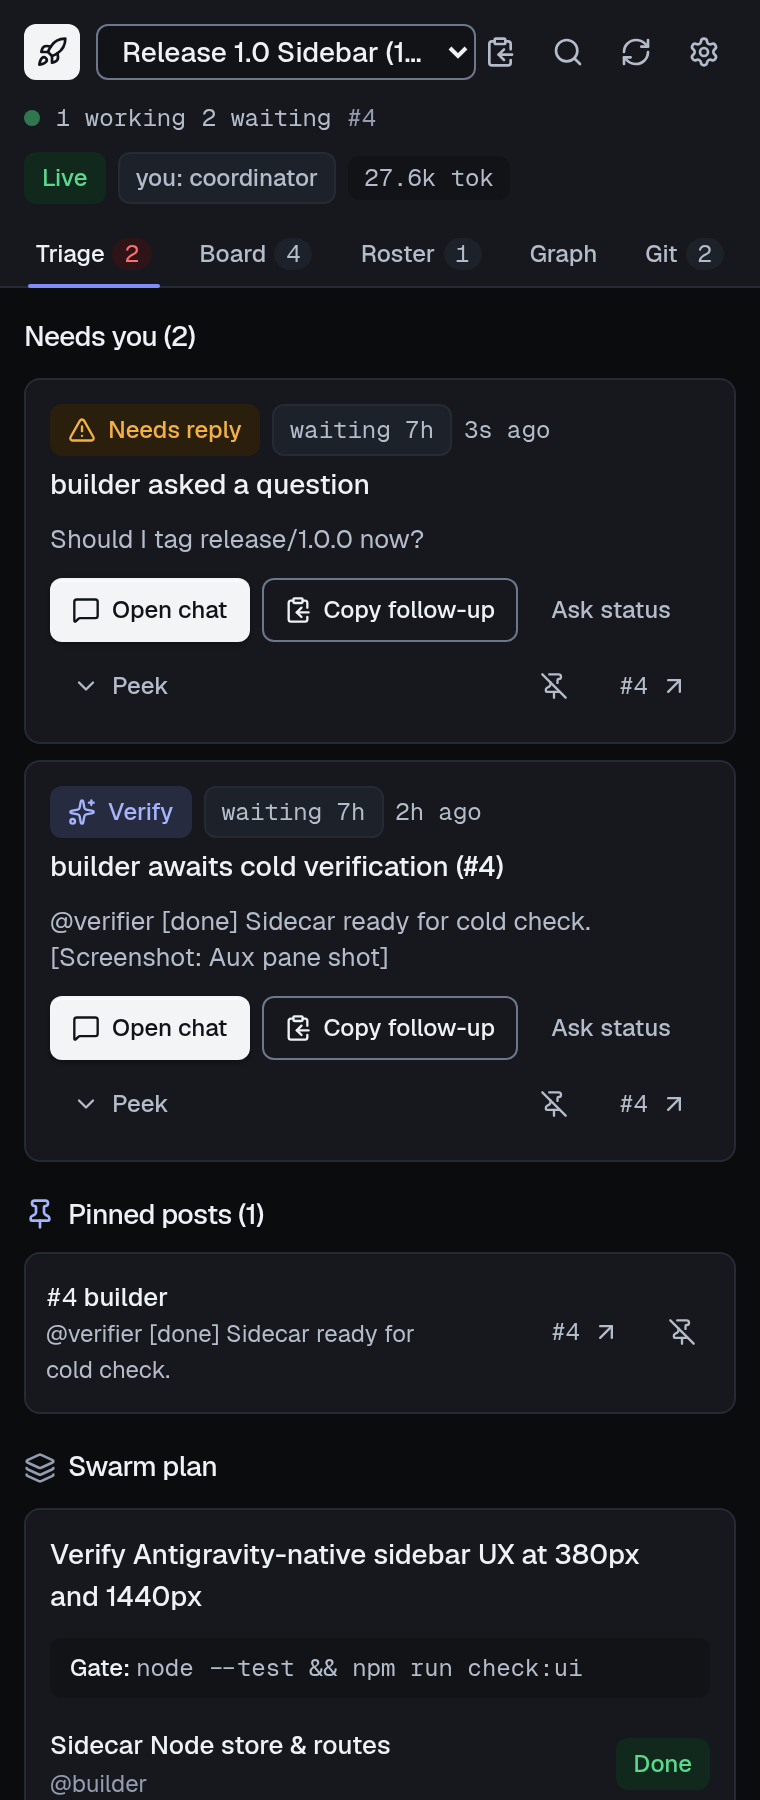 Release 1.0 Sidebar (1...
1 working 2 waiting #4
Live you: coordinator 27.6k tok
Triage 2 Board 4 Roster 1 Graph Git 2
Needs you (2)
Needs reply waiting 7h 3s ago
builder asked a question
Should I tag release/1.0.0 now?
Open chat Copy follow-up Ask status
Peek #4
Verify waiting 7h 2h ago
builder awaits cold verification (#4)
@verifier [done] Sidecar ready for cold check.
[Screenshot: Aux pane shot]
Open chat Copy follow-up Ask status
Peek #4
Pinned posts (1)
#4 builder
@verifier [done] Sidecar ready for
cold check.
#4
Swarm plan
Verify Antigravity-native sidebar UX at 380px
and 1440px
Gate: node --test && npm run check:ui
Sidecar Node store & routes
@builder
Done